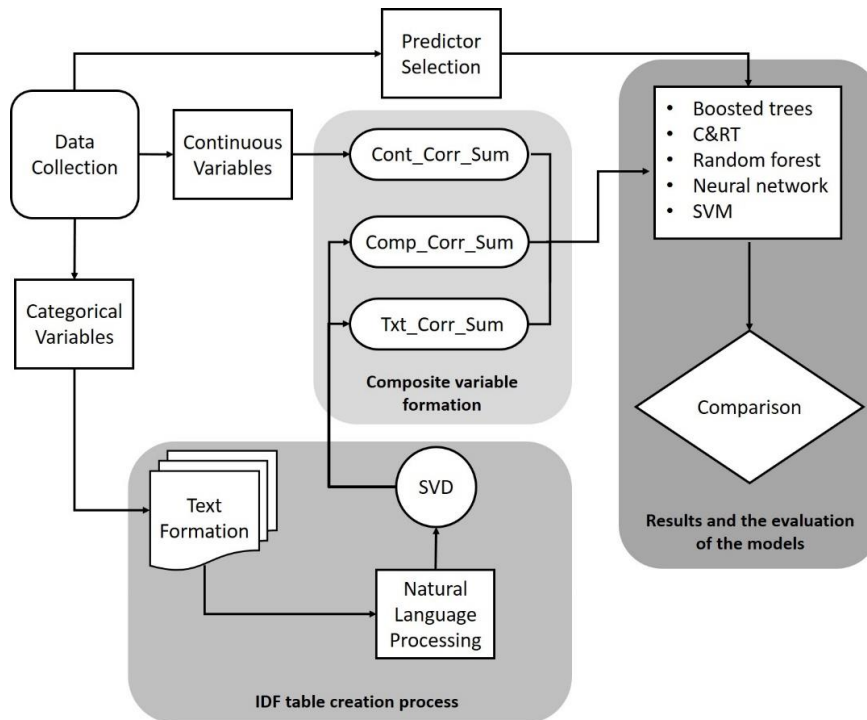 Predictor
Selection
Data
Collection
Continuous
Variables
Cont_Corr_Sum
Comp_Corr_Sum
Txt_Corr_Sum
Composite variable
formation
• Boosted trees
• C&RT
• Random forest
• Neural network
• SVM
Comparison
Results and the evaluation
of the models
Categorical
Variables
Text
Formation
SVD
Natural
Language
Processing
IDF table creation process